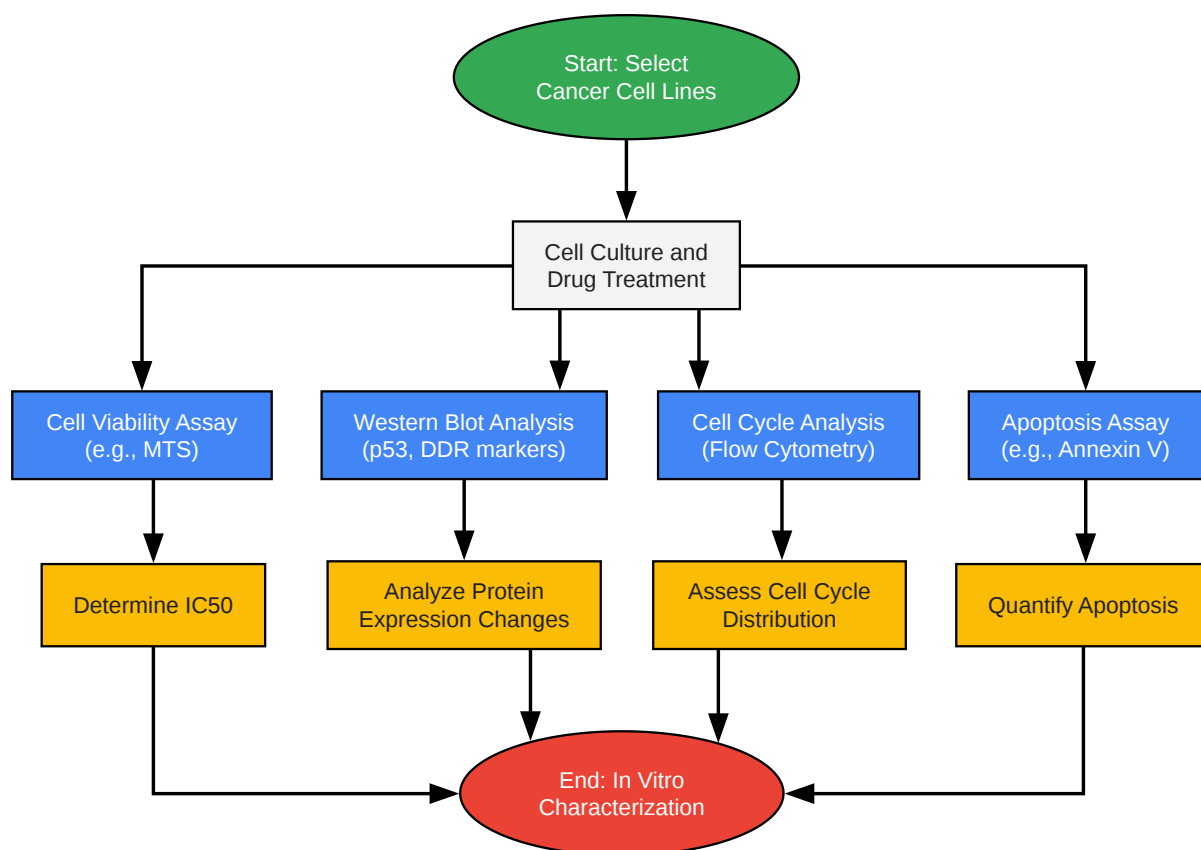 Start: Select
Cancer Cell Lines
Cell Culture and
Drug Treatment
Cell Viability Assay
(e.g., MTS)
Western Blot Analysis
(p53, DDR markers)
Cell Cycle Analysis
(Flow Cytometry)
Apoptosis Assay
(e.g., Annexin V)
Determine IC50
Analyze Protein
Expression Changes
Assess Cell Cycle
Distribution
Quantify Apoptosis
End: In Vitro
Characterization